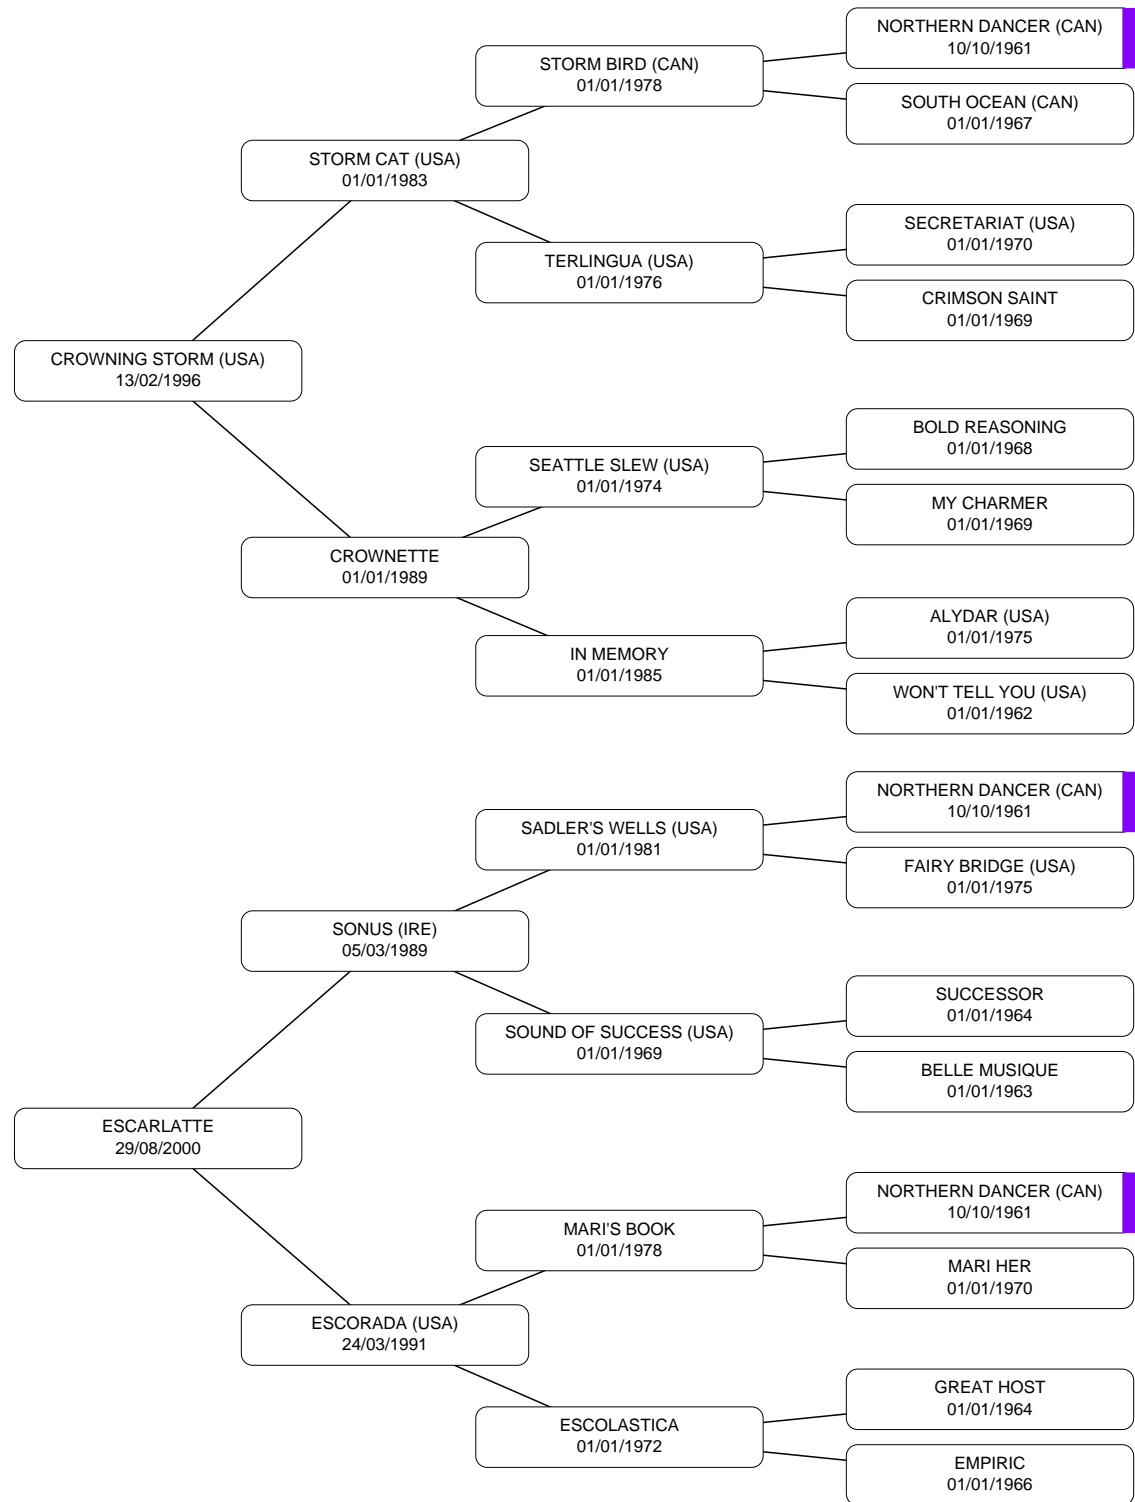 NORTHERN DANCER (CAN)
10/10/1961
STORM BIRD (CAN)
01/01/1978
SOUTH OCEAN (CAN)
01/01/1967
STORM CAT (USA)
01/01/1983
SECRETARIAT (USA)
01/01/1970
TERLINGUA (USA)
01/01/1976
CRIMSON SAINT
01/01/1969
CROWNING STORM (USA)
13/02/1996
BOLD REASONING
01/01/1968
SEATTLE SLEW (USA)
01/01/1974
MY CHARMER
01/01/1969
CROWNETTE
01/01/1989
ALYDAR (USA)
01/01/1975
IN MEMORY
01/01/1985
WON'T TELL YOU (USA)
01/01/1962
NORTHERN DANCER (CAN)
10/10/1961
SADLER'S WELLS (USA)
01/01/1981
FAIRY BRIDGE (USA)
01/01/1975
SONUS (IRE)
05/03/1989
SUCCESSOR
01/01/1964
SOUND OF SUCCESS (USA)
01/01/1969
BELLE MUSIQUE
01/01/1963
ESCARLATTE
29/08/2000
NORTHERN DANCER (CAN)
10/10/1961
MARI'S BOOK
01/01/1978
MARI HER
01/01/1970
ESCORADA (USA)
24/03/1991
GREAT HOST
01/01/1964
ESCOLASTICA
01/01/1972
EMPIRIC
01/01/1966